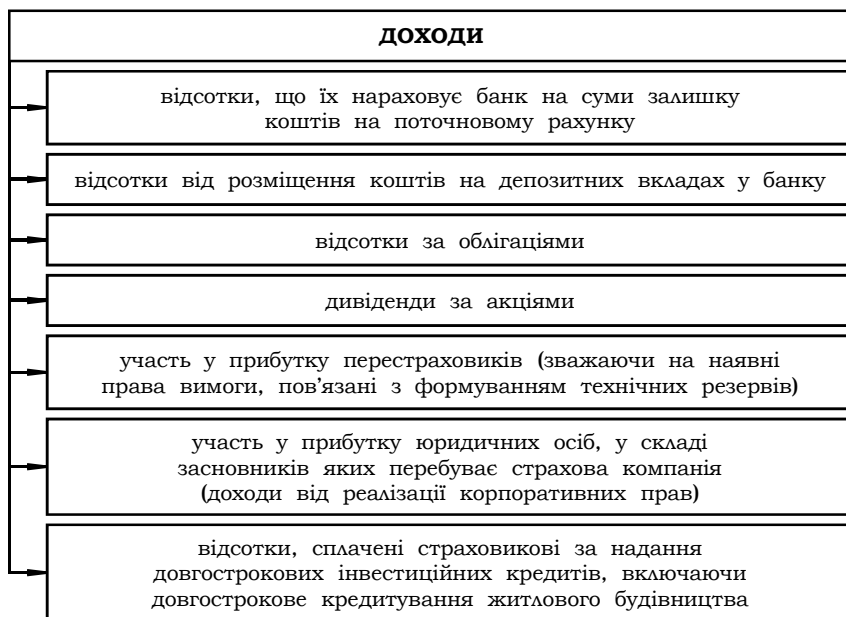 ДОХОДИ
відсотки, що їх нараховує банк на суми залишку
коштів на поточновому рахунку
відсотки від розміщення коштів на депозитних вкладах у банку
відсотки за облігаціями
дивіденди за акціями
участь у прибутку перестраховиків (зважаючи на наявні
права вимоги, пов’язані з формуванням технічних резервів)
участь у прибутку юридичних осіб, у складі
засновників яких перебуває страхова компанія
(доходи від реалізації корпоративних прав)
відсотки, сплачені страховикові за надання
довгострокових інвестиційних кредитів, включаючи
довгострокове кредитування житлового будівництва